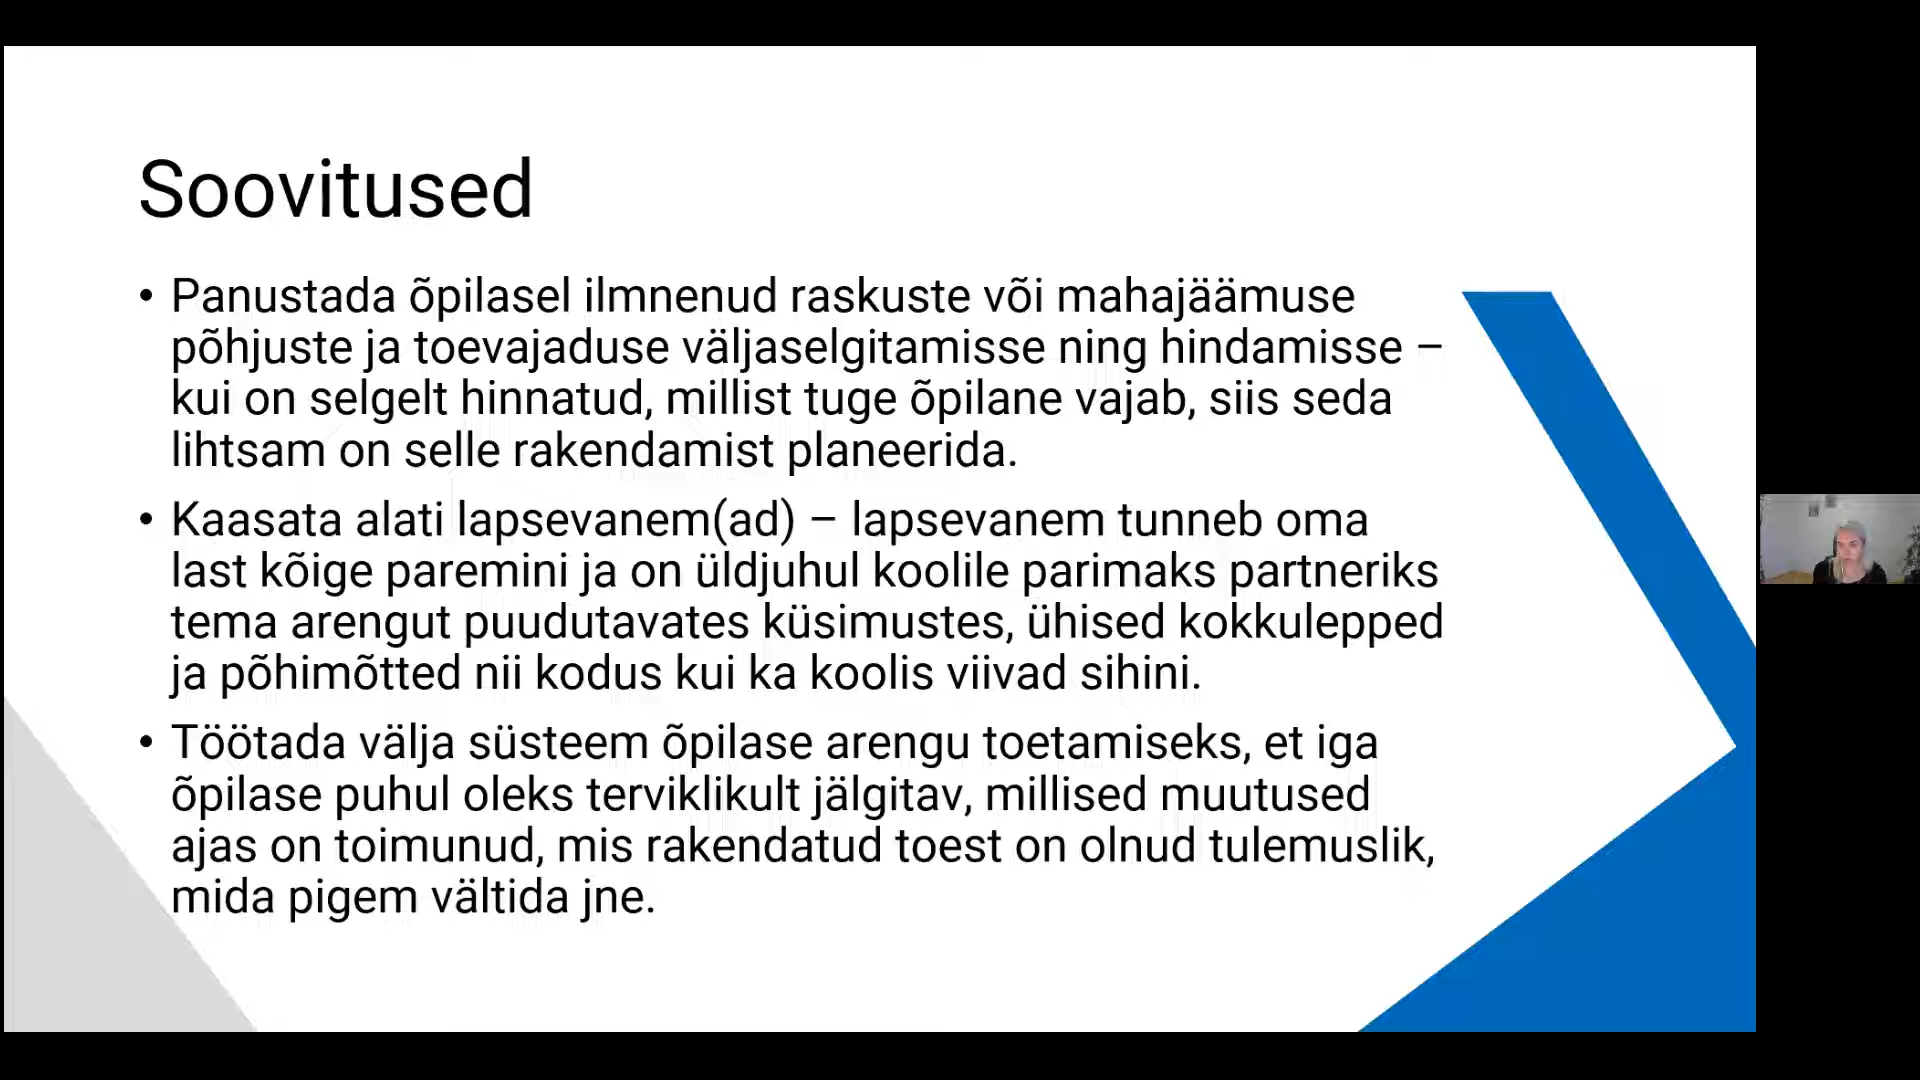 Soovitused
• Panustada õpilasel ilmnenud raskuste või mahajäämuse
põhjuste ja toevajaduse väljaselgitamisse ning hindamisse –
kui on selgelt hinnatud, millist tuge õpilane vajab, siis seda
lihtsam on selle rakendamist planeerida.
• Kaasata alati lapsevanem(ad) – lapsevanem tunneb oma
last kõige paremini ja on üldjuhul koolile parimaks partneriks
tema arengut puudutavates küsimustes, ühised kokkulepped
ja põhimõtted nii kodus kui ka koolis viivad sihini.
• Töötada välja süsteem õpilase arengu toetamiseks, et iga
õpilase puhul oleks terviklikult jälgitav, millised muutused
ajas on toimunud, mis rakendatud toest on olnud tulemuslik,
mida pigem vältida jne.